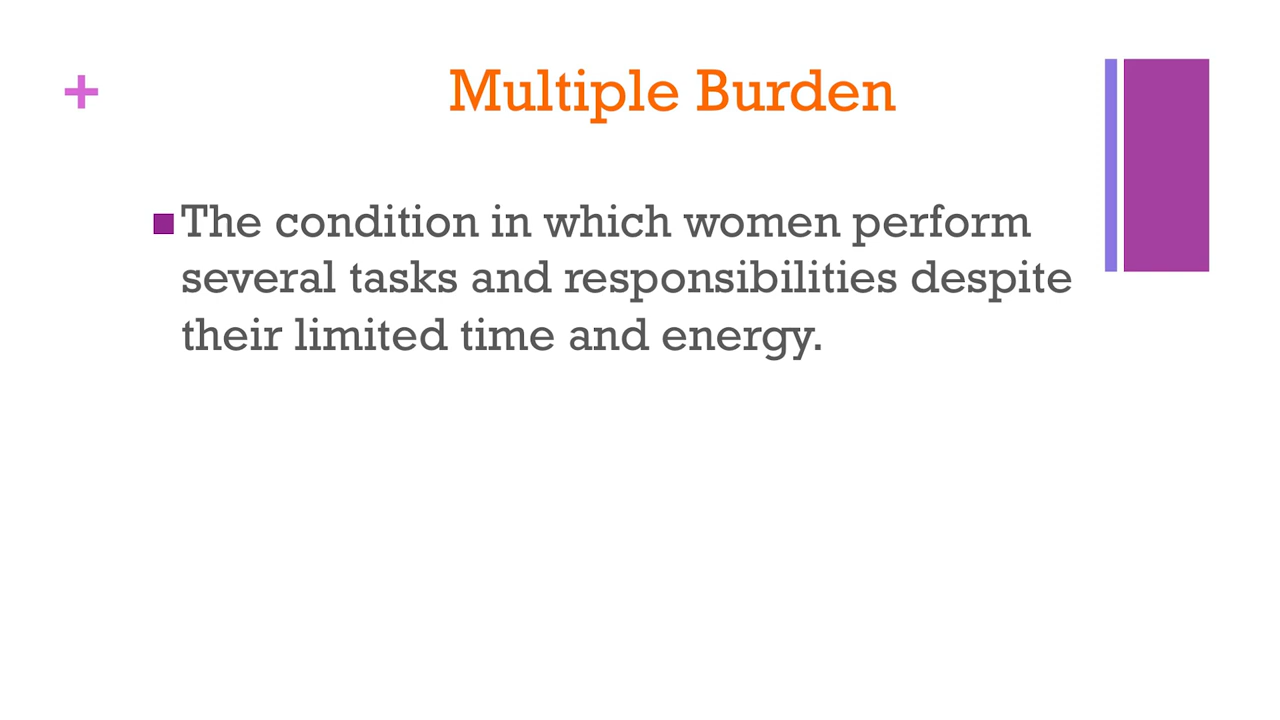 +
Multiple Burden
The condition in which women perform
several tasks and responsibilities despite
their limited time and energy.